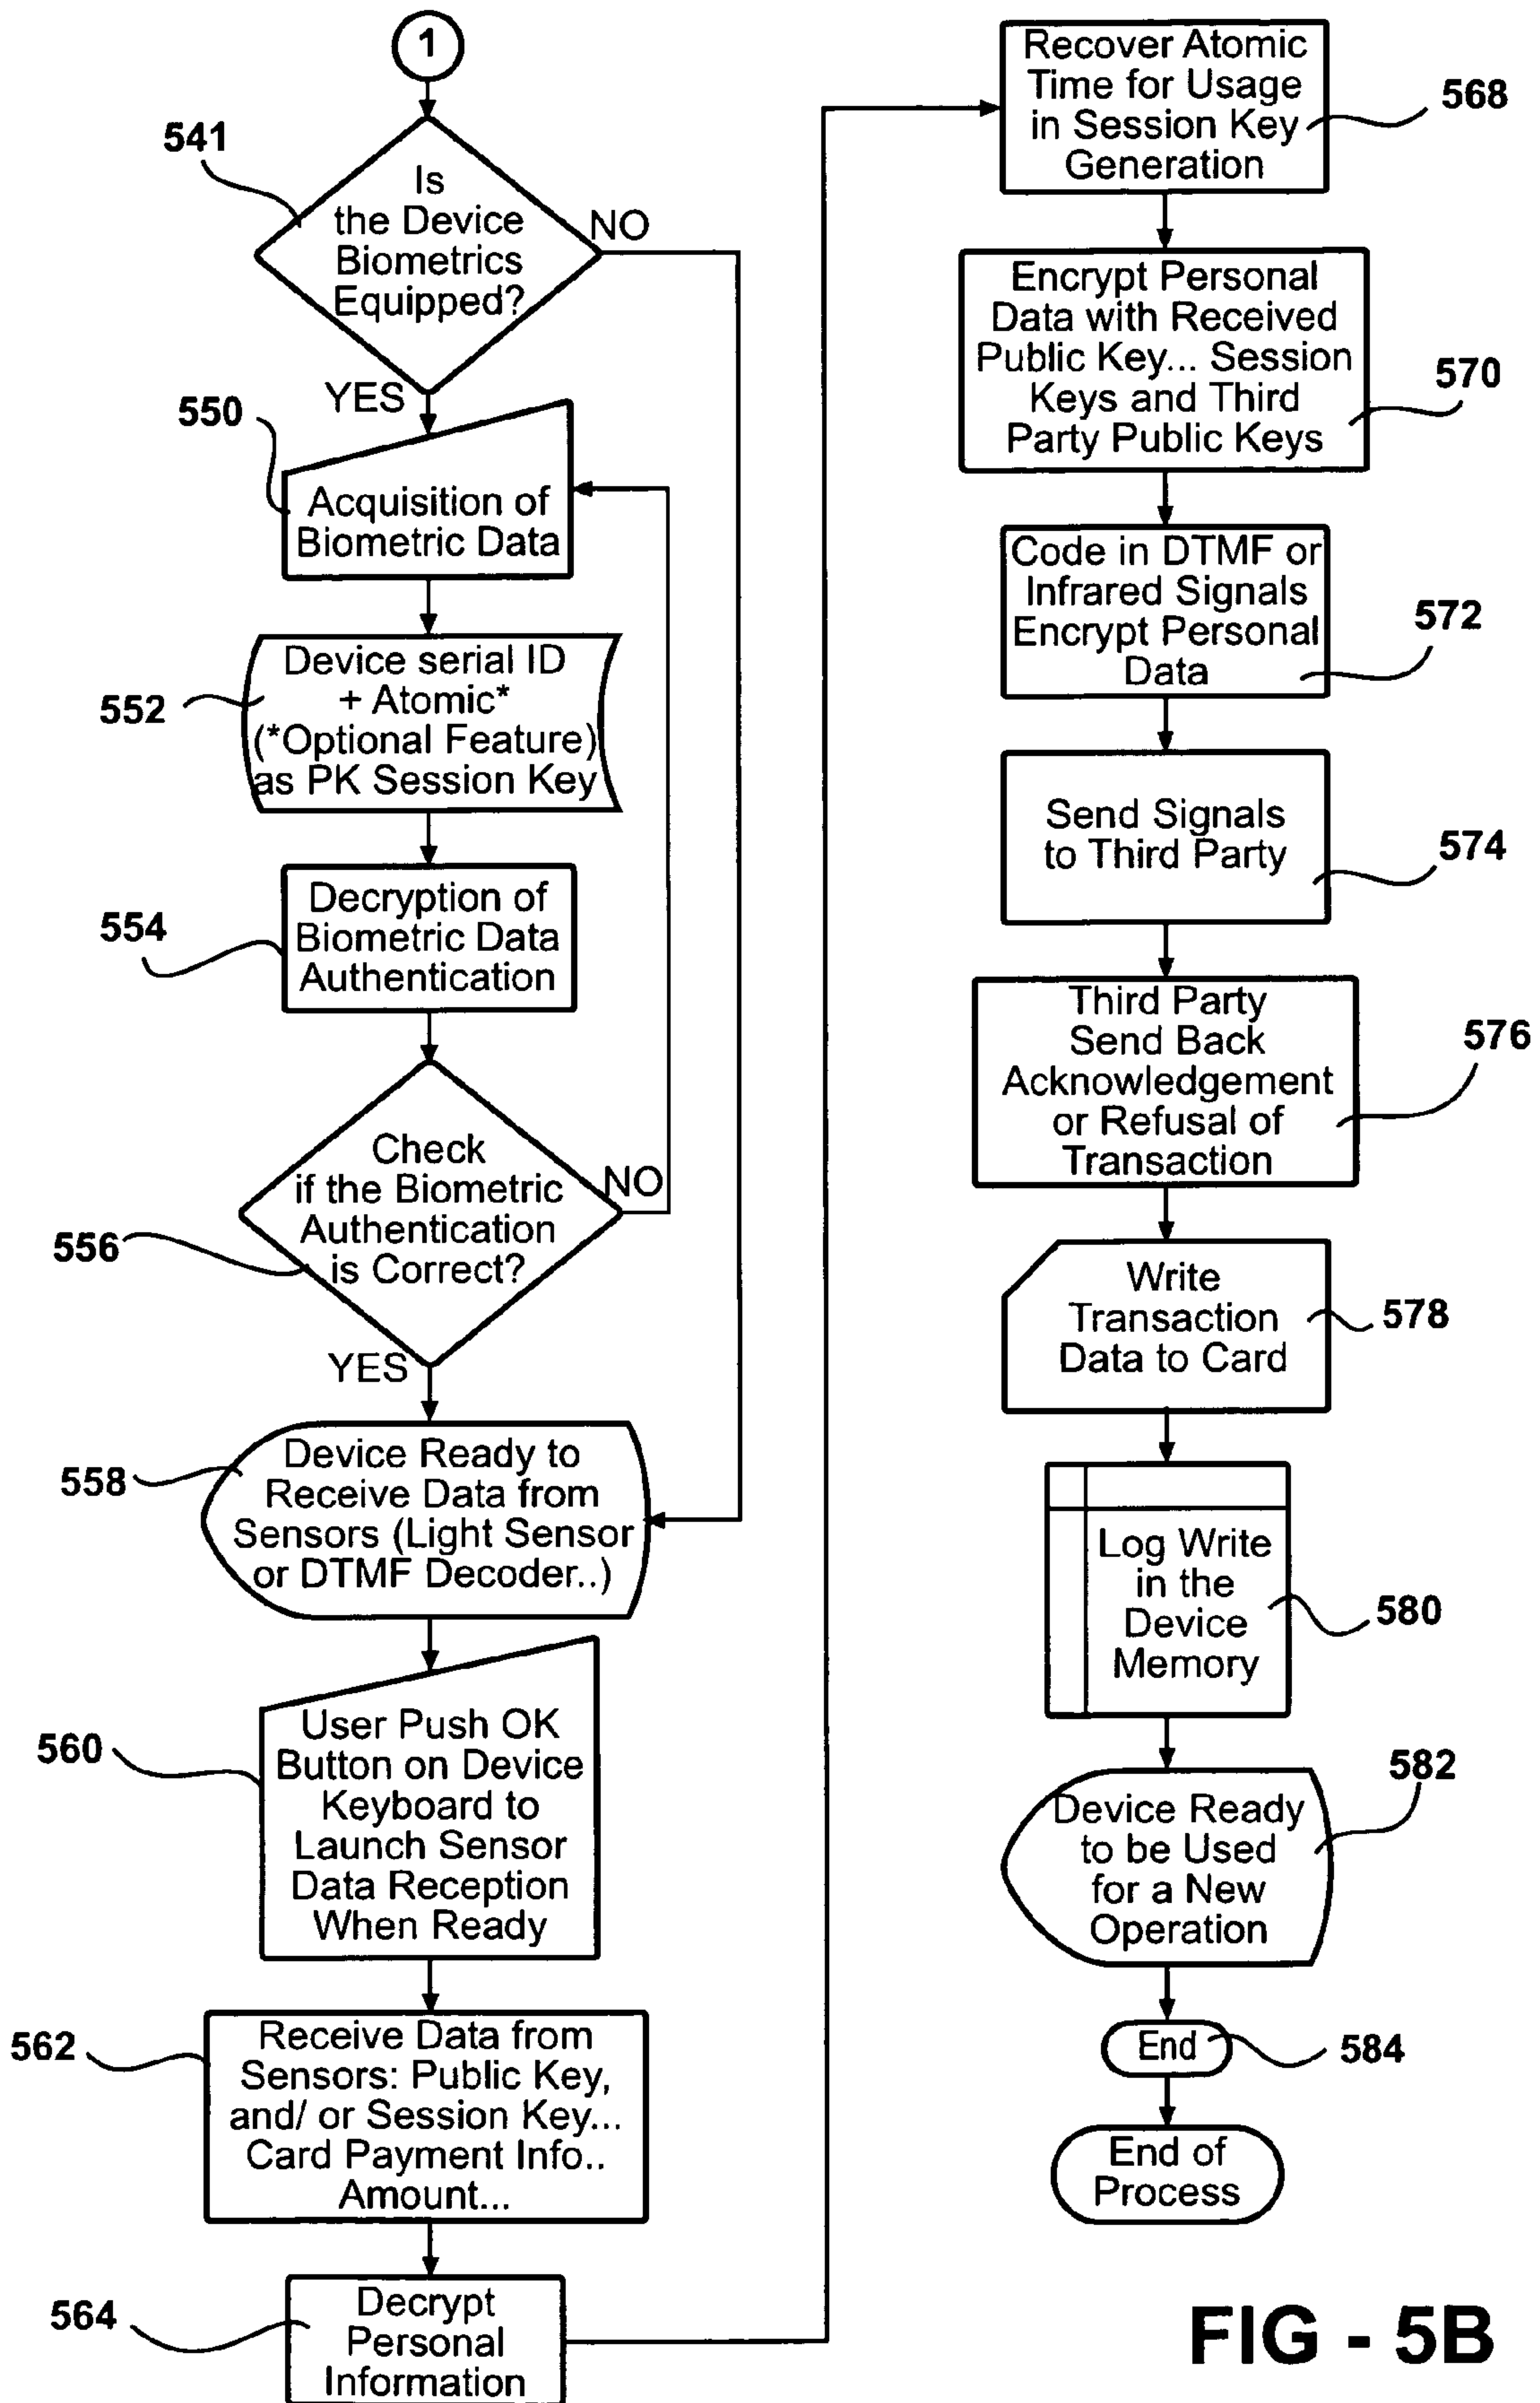 1
541
Is
the Device
Biometrics
Equipped?
NO
YES
550
Acquisition of
Biometric Data
552
Device serial ID
+ Atomic*
(*Optional Feature)
as PK Session Key
554
Decryption of
Biometric Data
Authentication
556
Check
if the Biometric
Authentication
is Correct?
NO
YES
558
Device Ready to
Receive Data from
Sensors (Light Sensor
or DTMF Decoder..)
560
User Push OK
Button on Device
Keyboard to
Launch Sensor
Data Reception
When Ready
562
Receive Data from
Sensors: Public Key,
and/ or Session Key...
Card Payment Info..
Amount...
564
Decrypt
Personal
Information
Recover Atomic
Time for Usage
in Session Key
Generation
568
Encrypt Personal
Data with Received
Public Key... Session
Keys and Third
Party Public Keys
570
Code in DTMF or
Infrared Signals
Encrypt Personal
Data
572
Send Signals
to Third Party
574
Third Party
Send Back
Acknowledgement
or Refusal of
Transaction
576
Write
Transaction
Data to Card
578
Log Write
in the
Device
Memory
580
Device Ready
to be Used
for a New
Operation
582
End
584
End of
Process
FIG - 5B